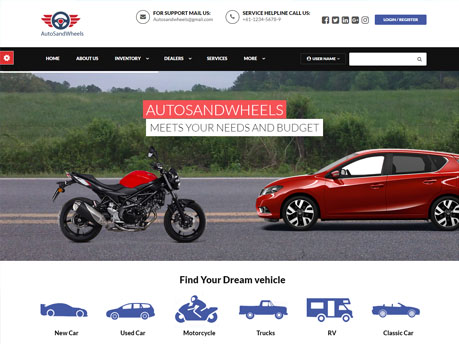 AutoSandWheels
FOR SUPPORT MAIL US:
Autosandwheels@gmail.com
SERVICE HELPLINE CALL US:
+61-1234-5678-9
LOGIN / REGISTER
HOME ABOUT US INVENTORY DEALERS SERVICES MORE USER NAME
AUTOSANDWHEELS
MEETS YOUR NEEDS AND BUDGET
Find Your Dream vehicle
New Car Used Car Motorcycle Trucks RV Classic Car